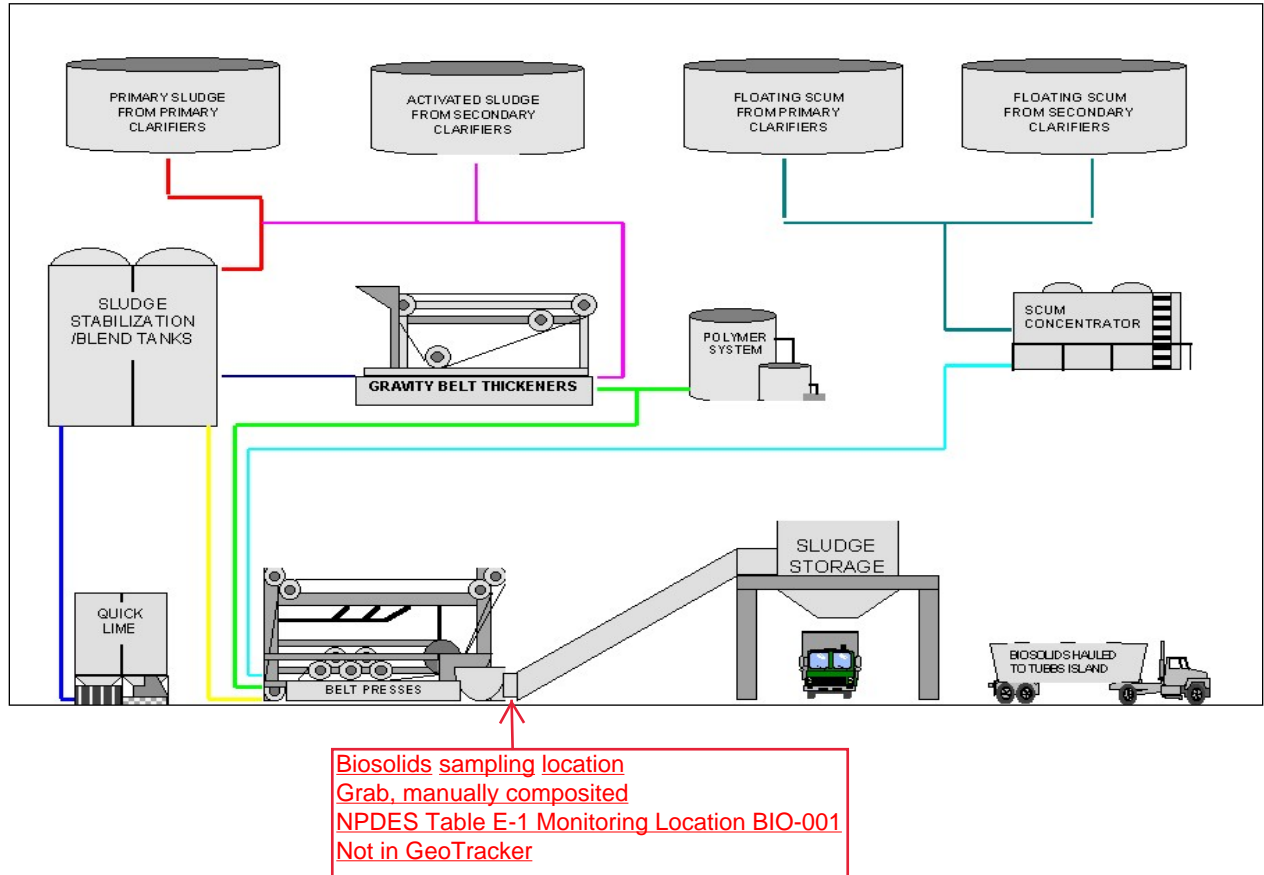 PRIMARY SLUDGE
FROM PRIMARY
CLARIFIERS
ACTIVATED SLUDGE
FROM SECONDARY
CLARIFIERS
FLOATING SCUM
FROM PRIMARY
CLARIFIERS
FLOATING SCUM
FROM SECONDARY
CLARIFIERS
SLUDGE
STABILIZATION
/BLEND TANKS
GRAVITY BELT THICKENERS
POLYMER
SYSTEM
SCUM
CONCENTRATOR
QUICK
LIME
BELT PRESSES
SLUDGE
STORAGE
BIOSOLIDS HAULED
TO TUBBS ISLAND
Biosolids sampling location
Grab, manually composited
NPDES Table E-1 Monitoring Location BIO-001
Not in GeoTracker